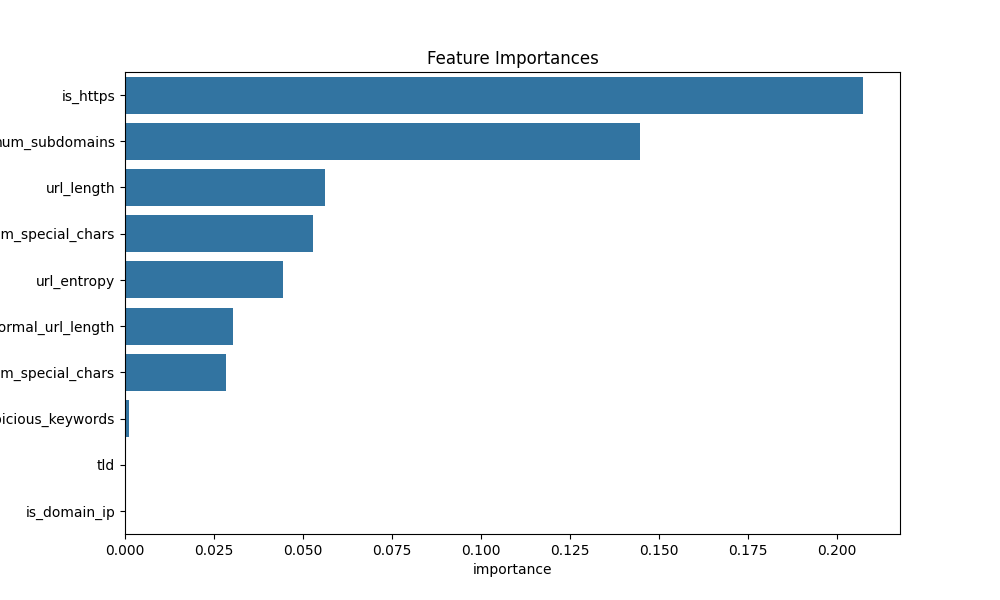 Feature Importances
is_https
num_subdomains
url_length
m_special_chars
url_entropy
ormal_url_length
m_special_chars
icious_keywords
tld
is_domain_ip
0.000 0.025 0.050 0.075 0.100 0.125 0.150 0.175 0.200
importance